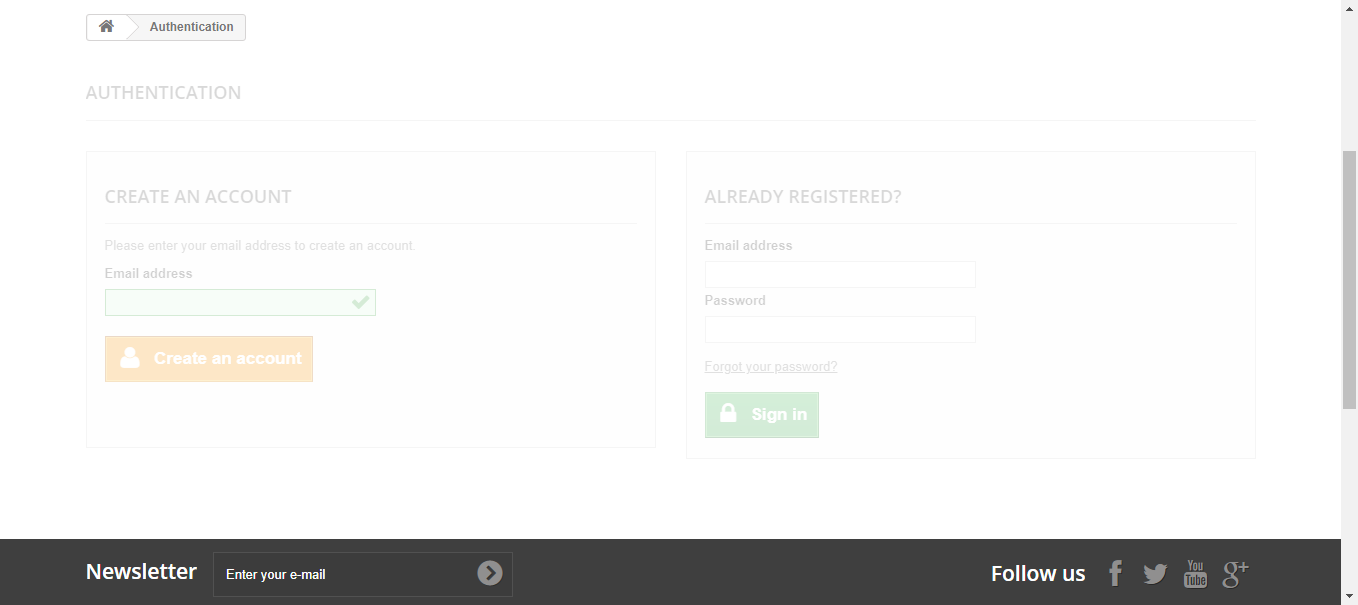 Authentication
AUTHENTICATION
CREATE AN ACCOUNT
Please enter your email address to create an account.
Email address
Create an account
ALREADY REGISTERED?
Email address
Password
Forgot your password?
Sign in
Newsletter
Enter your e-mail
Follow us
You
Tube
g+